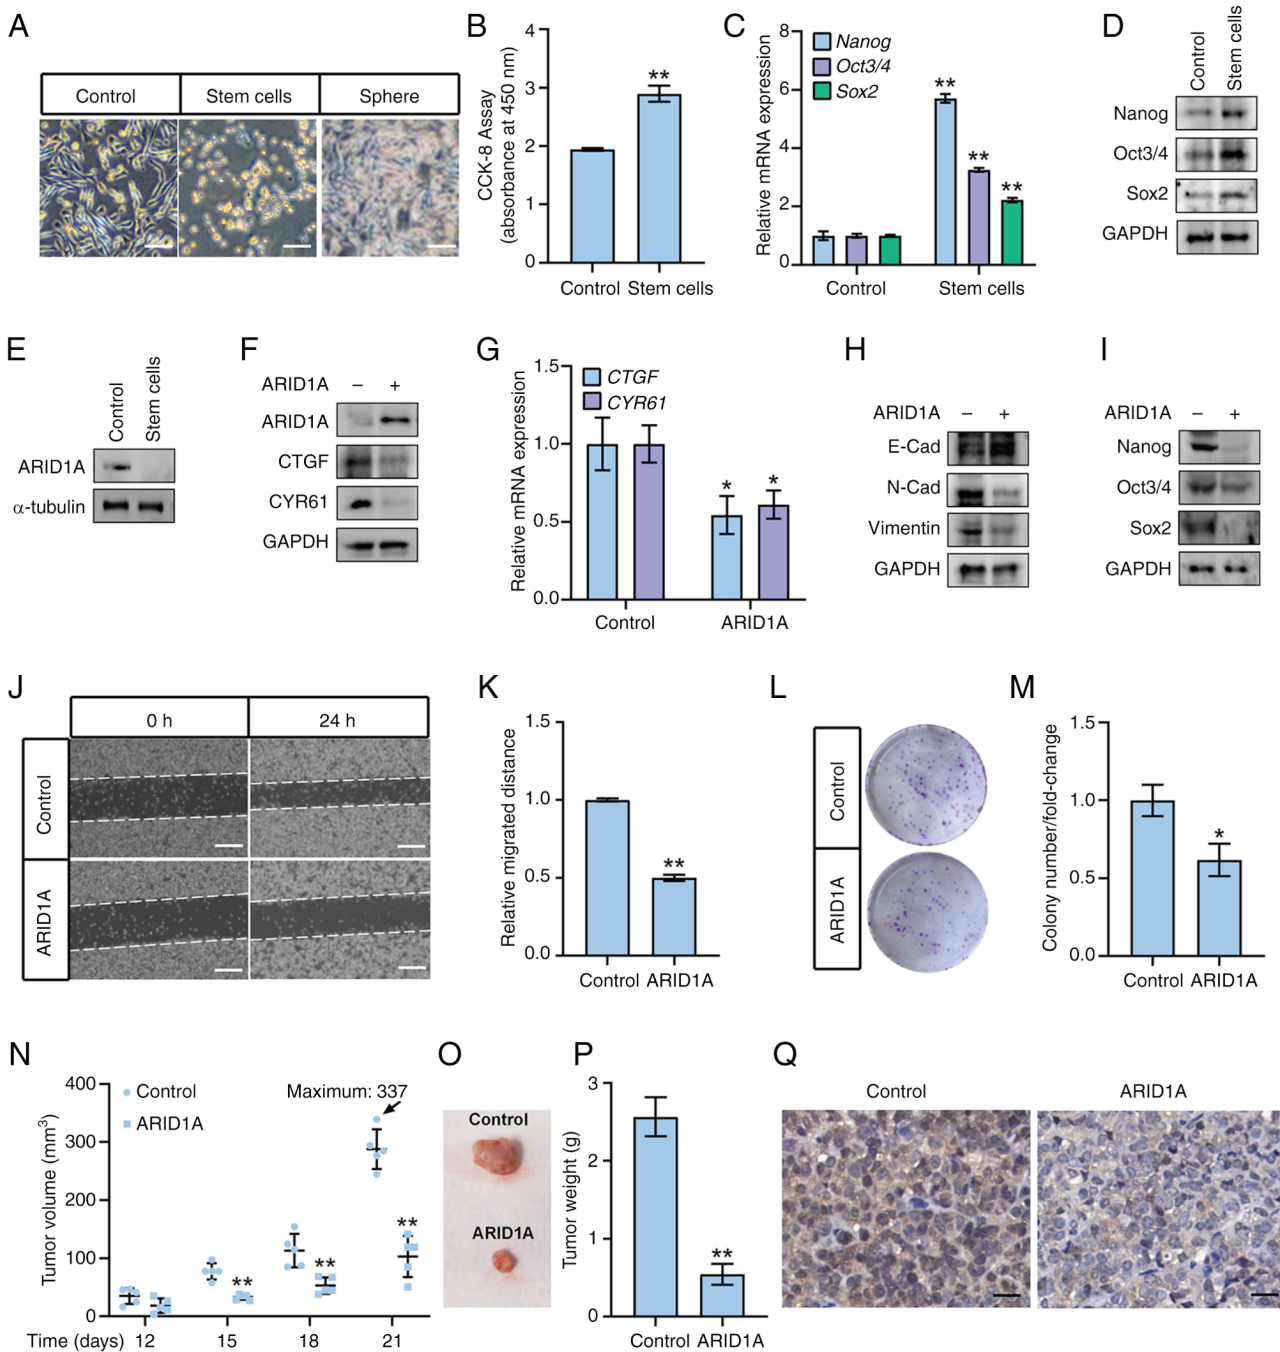 A
Control
Stem cells
Sphere
B
CCK-8 Assay
(absorbance at 450 nm)
4
3
2
1
0
**
Control Stem cells
C
Relative mRNA expression
8
6
4
2
0
Nanog
Oct3/4
Sox2
**
**
**
Control
Stem cells
D
Control
Stem cells
Nanog
Oct3/4
Sox2
GAPDH
E
Control
Stem cells
ARID1A
α-tubulin
F
ARID1A − +
ARID1A
CTGF
CYR61
GAPDH
G
Relative mRNA expression
1.5
1.0
0.5
0.0
CTGF
CYR61
*
*
Control
ARID1A
H
ARID1A − +
E-Cad
N-Cad
Vimentin
GAPDH
I
ARID1A − +
Nanog
Oct3/4
Sox2
GAPDH
J
0 h
24 h
Control
ARID1A
K
Relative migrated distance
1.5
1.0
0.5
0.0
**
Control ARID1A
L
Control
ARID1A
M
Colony number/fold-change
1.5
1.0
0.5
0.0
*
Control ARID1A
N
Tumor volume (mm³)
400
300
200
100
0
Control
ARID1A
Maximum: 337
**
**
**
Time (days) 12 15 18 21
O
Control
ARID1A
P
Tumor weight (g)
3
2
1
0
**
Control ARID1A
Q
Control
ARID1A